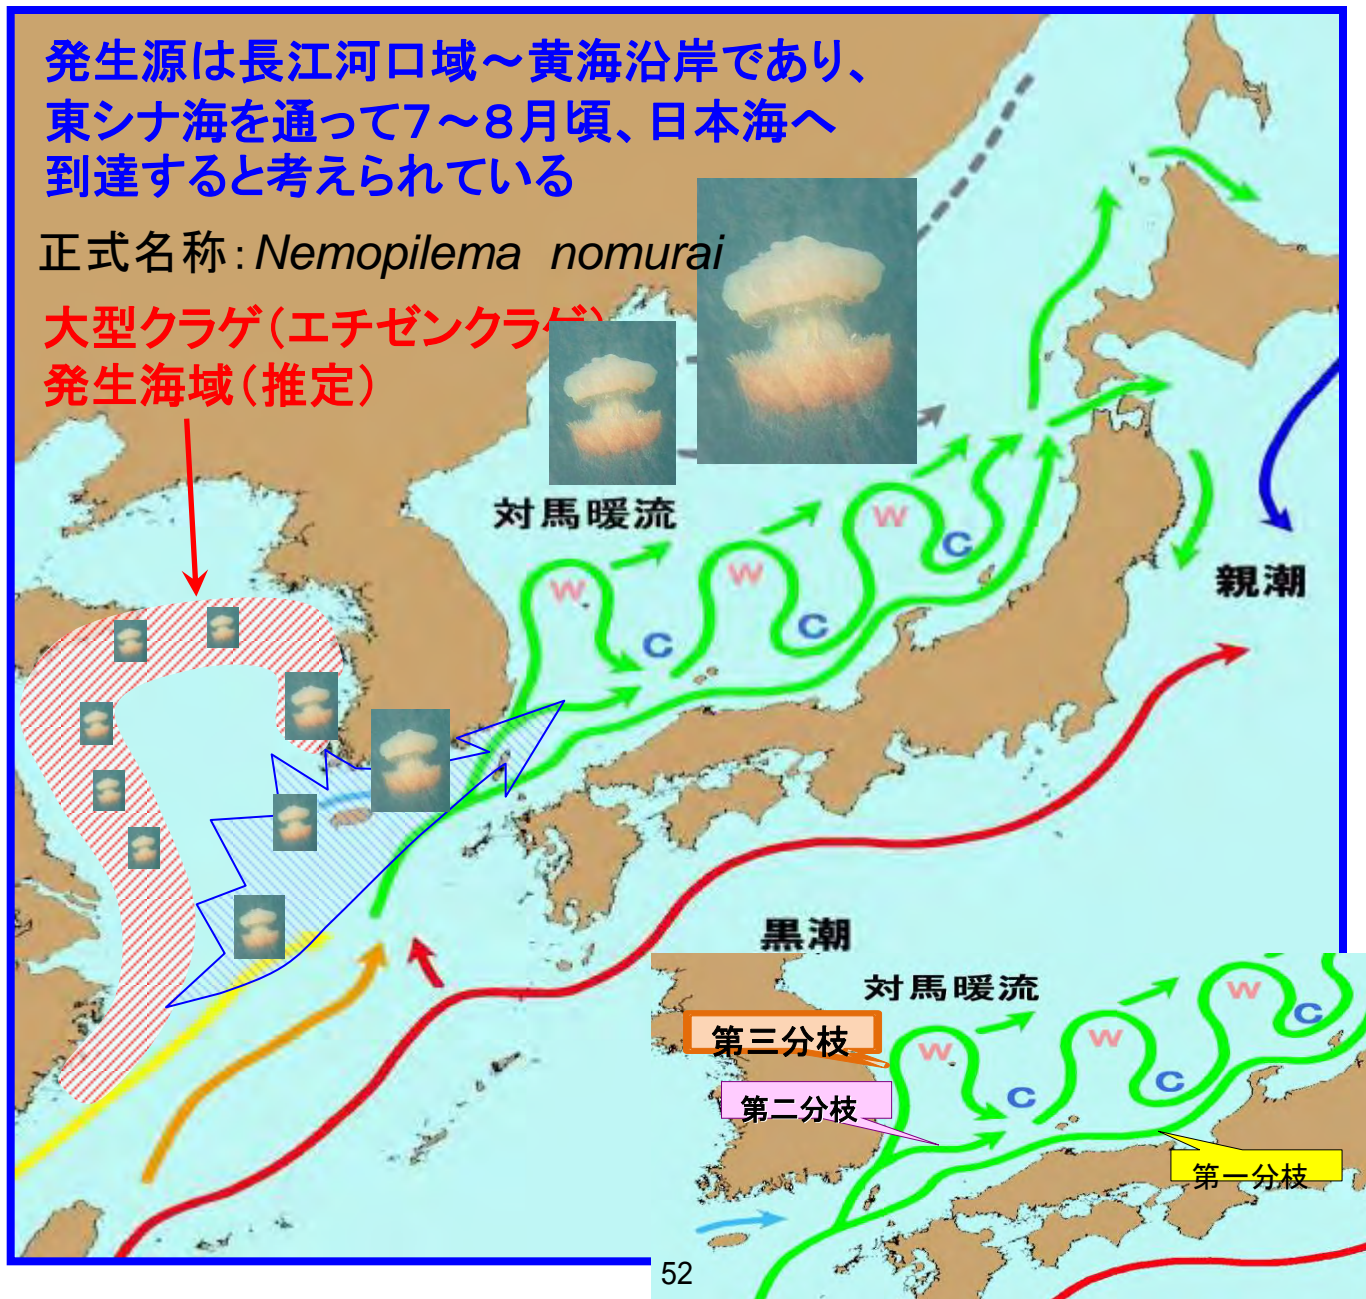 発生源は長江河口域～黄海沿岸であり、
東シナ海を通って7～8月頃、日本海へ
到達すると考えられている
正式名称：Nemopilema nomurai
大型クラゲ（エチゼンクラゲ）
発生海域（推定）
対馬暖流
W
C
W
C
W
C
親潮
黒潮
対馬暖流
第三分枝
第二分枝
第一分枝
W
C
W
C
W
C
52